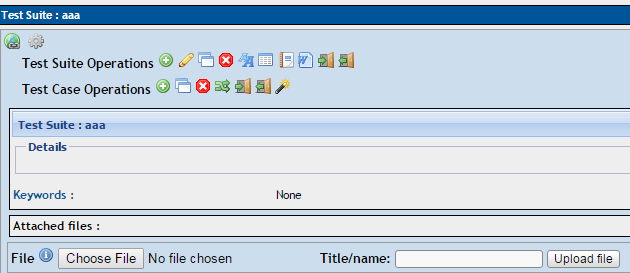 Test Suite : aaa
Test Suite Operations
Test Case Operations
Test Suite : aaa
Details
Keywords : None
Attached files :
File Choose File No file chosen Title/name: Upload file